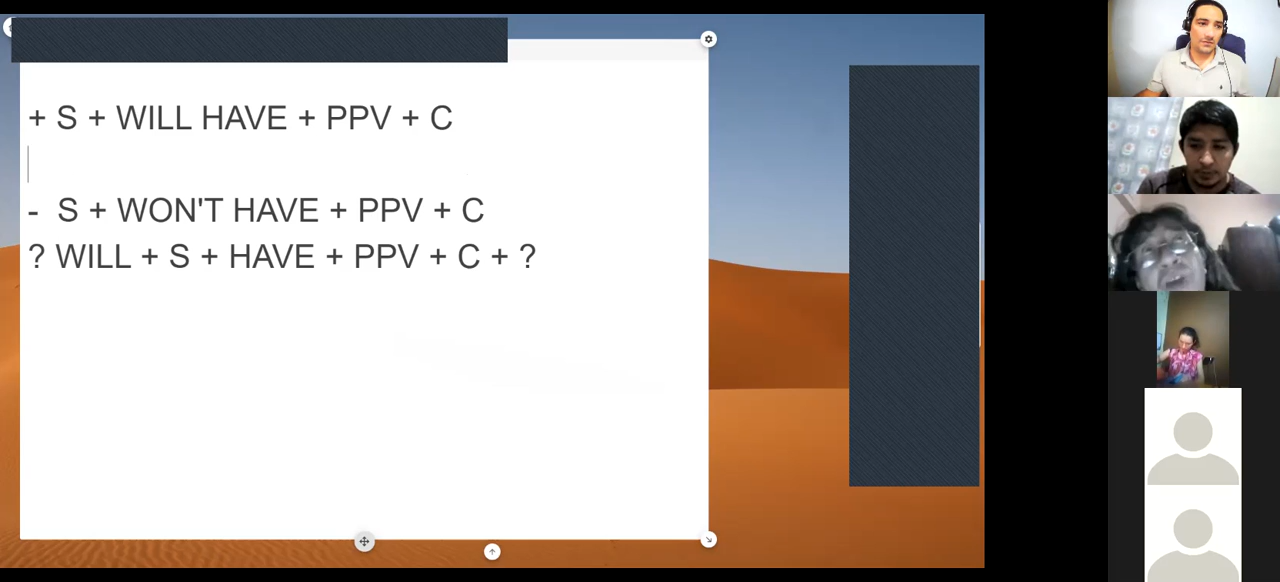 + S + WILL HAVE + PPV + C
- S + WON'T HAVE + PPV + C
? WILL + S + HAVE + PPV + C + ?